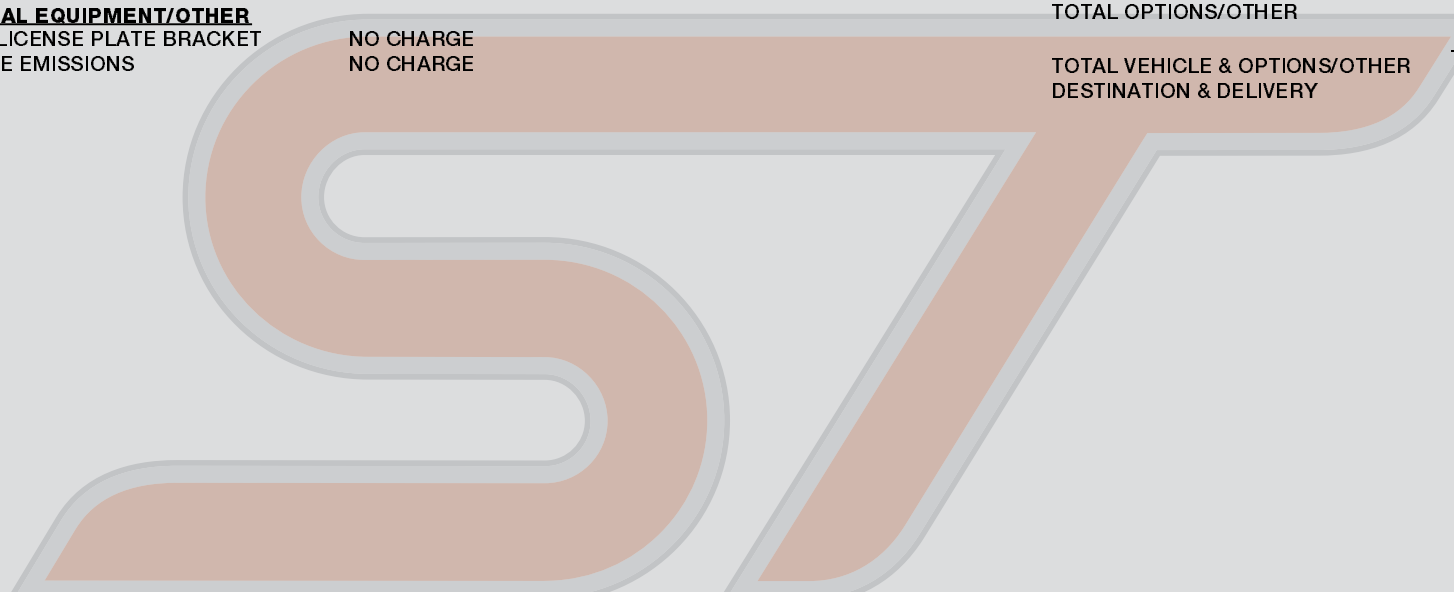 AL EQUIPMENT/OTHER
LICENSE PLATE BRACKET NO CHARGE
E EMISSIONS NO CHARGE
TOTAL OPTIONS/OTHER
TOTAL VEHICLE & OPTIONS/OTHER
DESTINATION & DELIVERY
ST